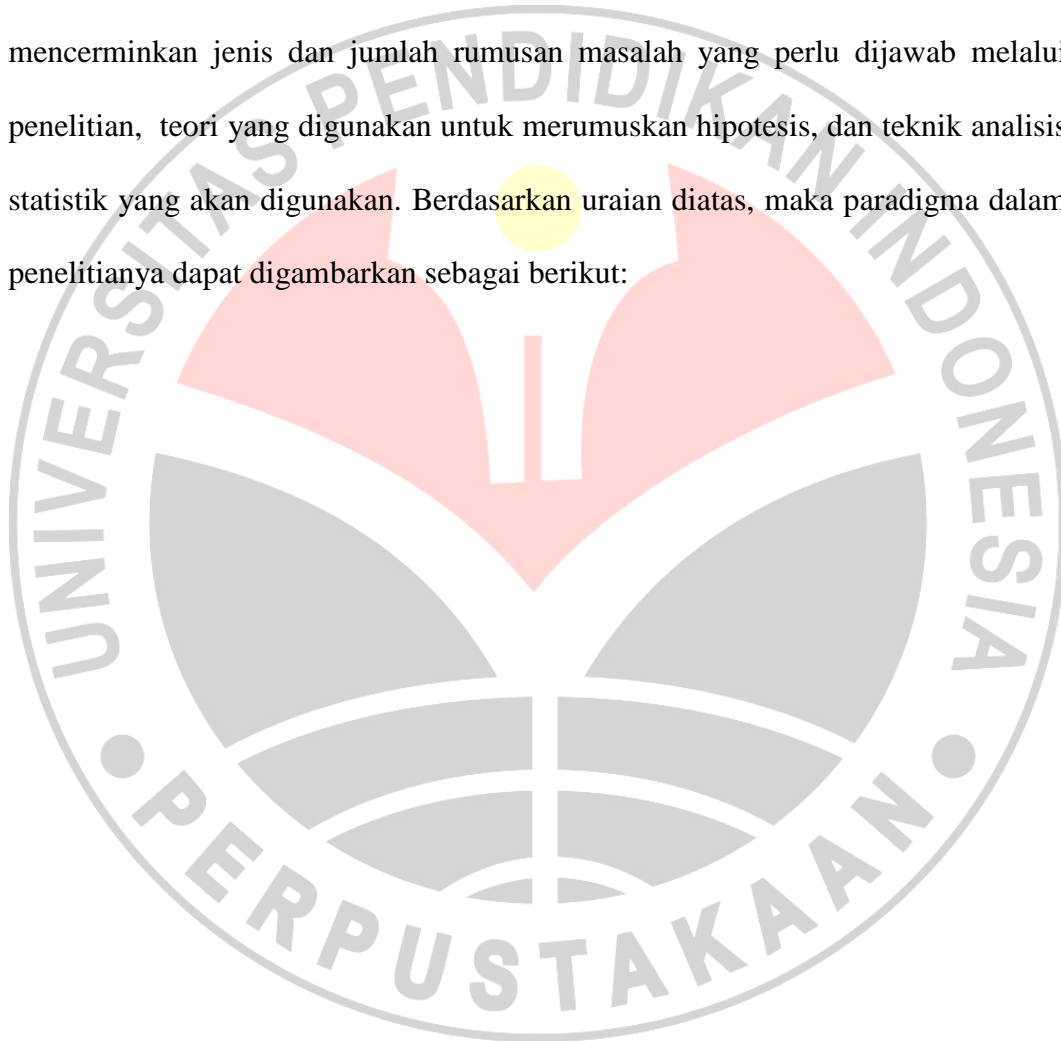 mencerminkan jenis dan jumlah rumusan masalah yang perlu dijawab melalui
penelitian, teori yang digunakan untuk merumuskan hipotesis, dan teknik analisis
statistik yang akan digunakan. Berdasarkan uraian diatas, maka paradigma dalam
penelitianya dapat digambarkan sebagai berikut:
UNIVERSITAS PENDIDIKAN INDONESIA
PERPUSTAKAAN